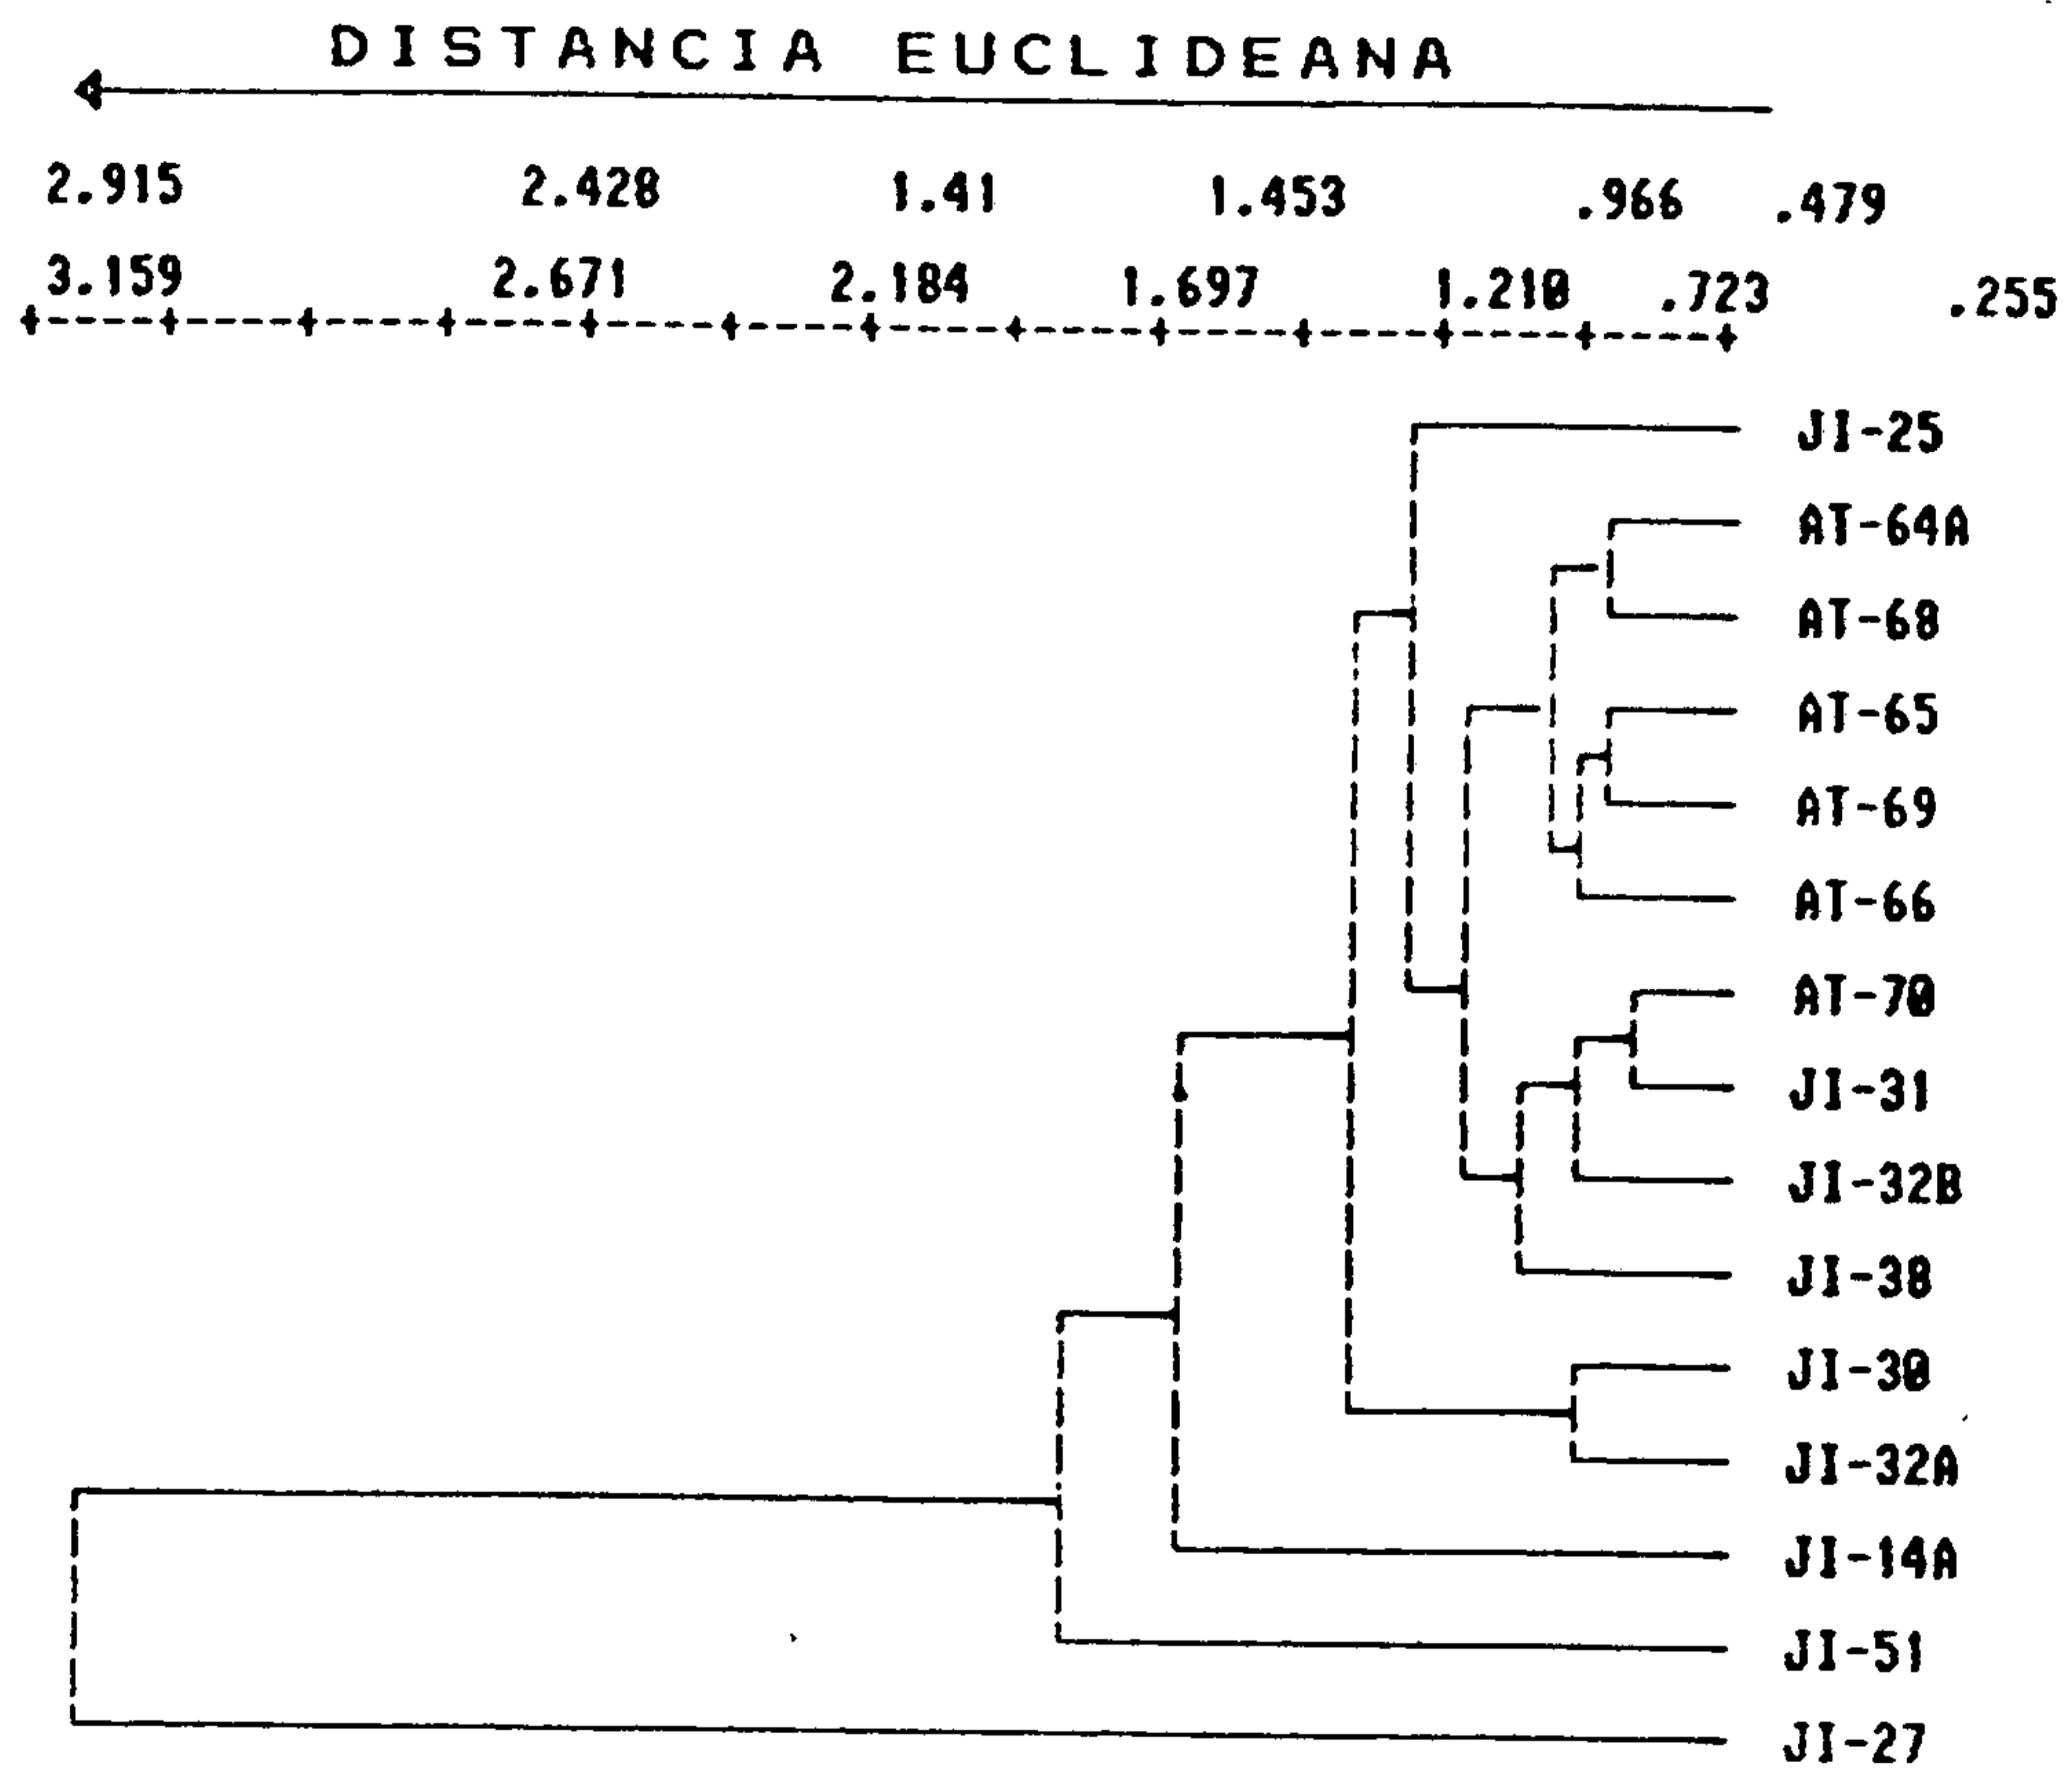 DISTANCIA EUCLIDEANA
2.915 2.428 1.41 1.453 .966 .479
3.159 2.671 2.184 1.697 1.210 .723 .255
JI-25
AT-64A
AT-68
AT-65
AT-69
AT-66
AT-70
JI-31
JI-32B
JI-38
JI-30
JI-32A
JI-14A
JI-51
JI-27